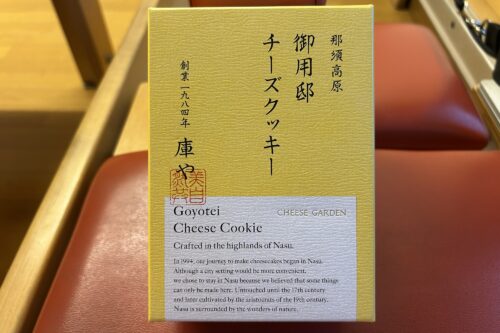 那須高原
御用邸
チーズクッキー
創業一九八四年
庫や
Goyotei
Cheese Cookie
CHEESE GARDEN
Crafted in the highlands of Nasu.
In 1994, our journey to make cheesecakes began in Nasu.
Although a city setting would be more convenient,
we chose to stay in Nasu because we believed that some things
can only be made here. Untouched until the 17th century
and later cultivated by the aristocrats of the 19th century,
Nasu is surrounded by the wonders of nature.